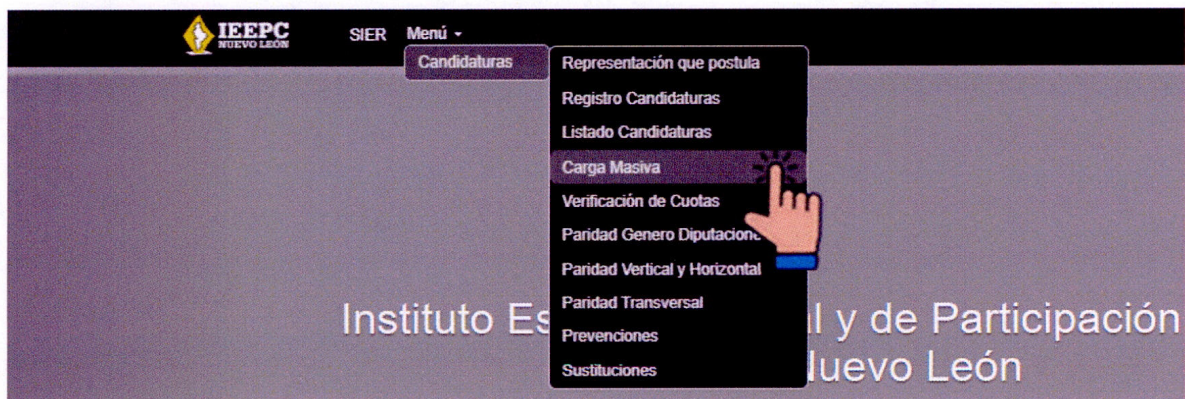 IEEPC
NUEVO LEÓN
SIER Menú
Candidaturas
Representación que postula
Registro Candidaturas
Listado Candidaturas
Carga Masiva
Verificación de Cuotas
Paridad Genero Diputacione
Paridad Vertical y Horizontal
Paridad Transversal
Prevenciones
Sustituciones
Instituto Es l y de Participación
uevo León